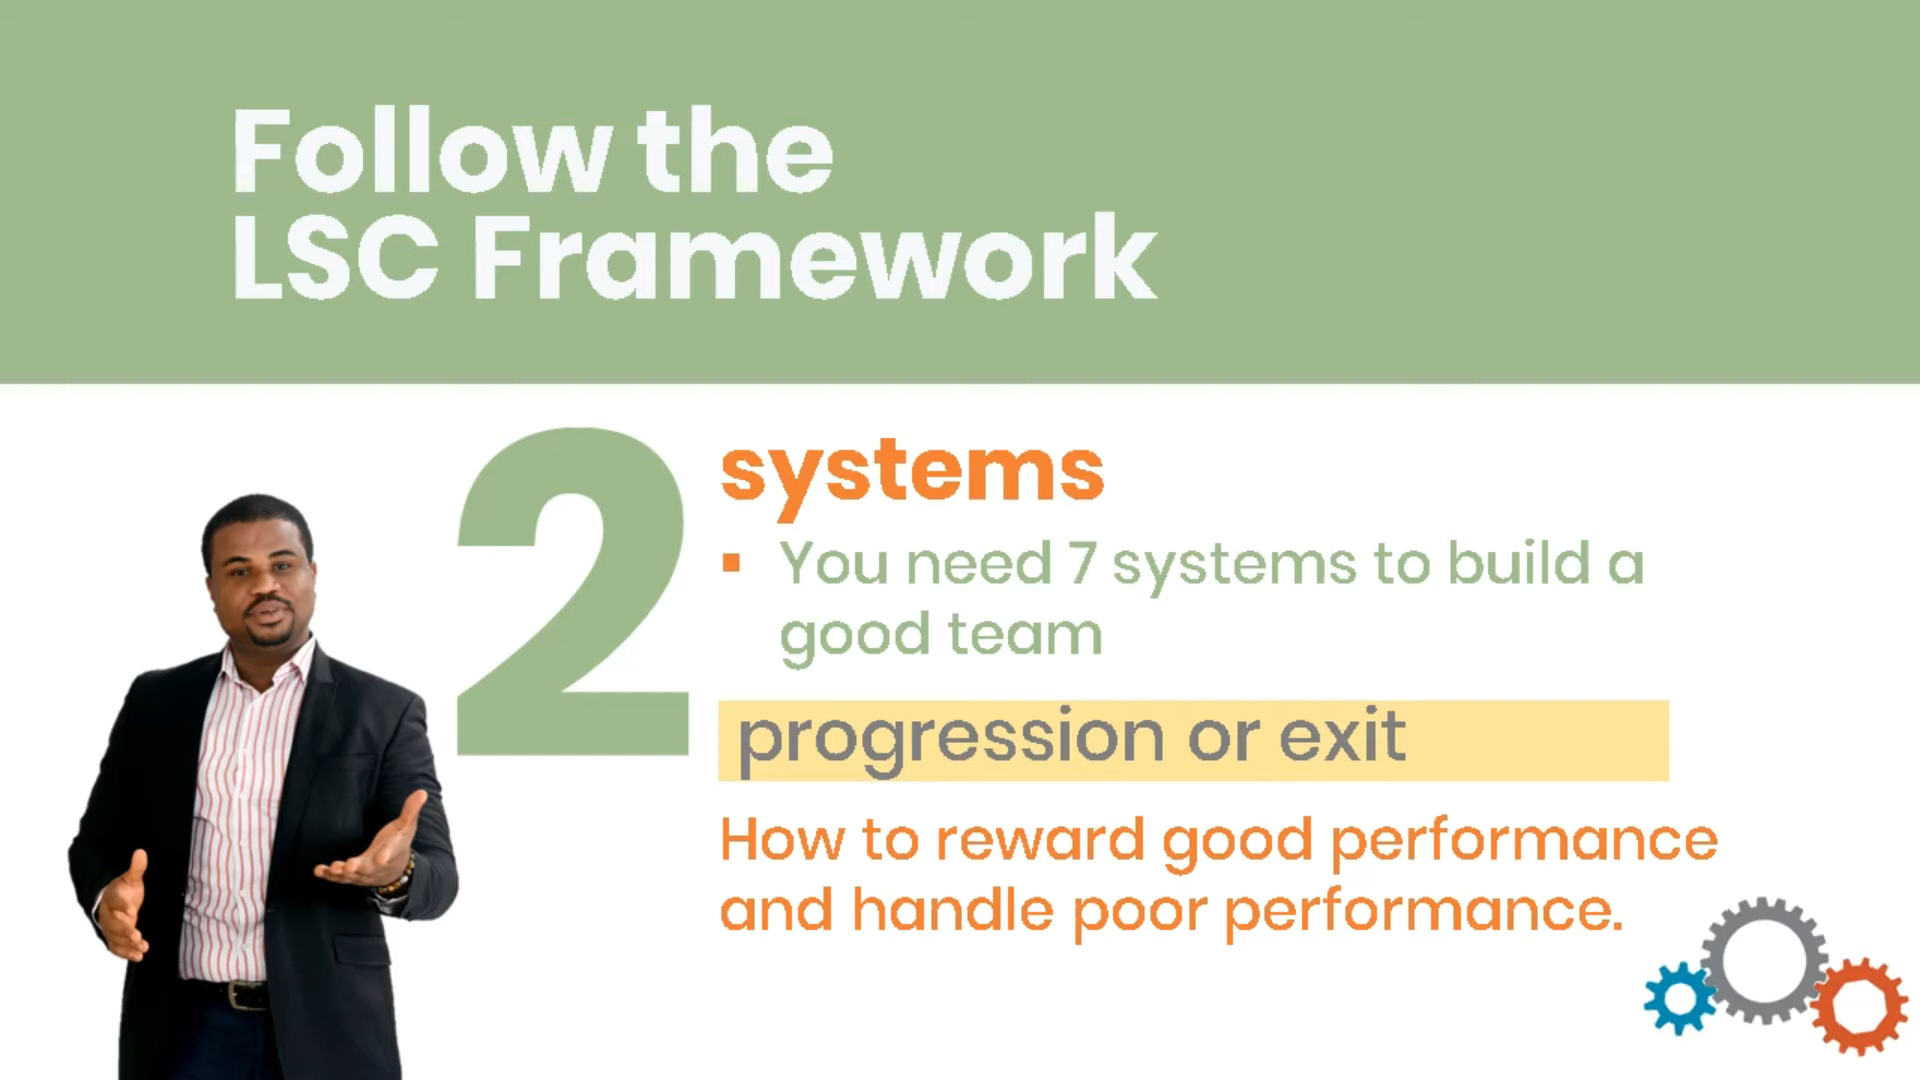 Follow the
LSC Framework
2
systems
▪ You need 7 systems to build a
good team
progression or exit
How to reward good performance
and handle poor performance.